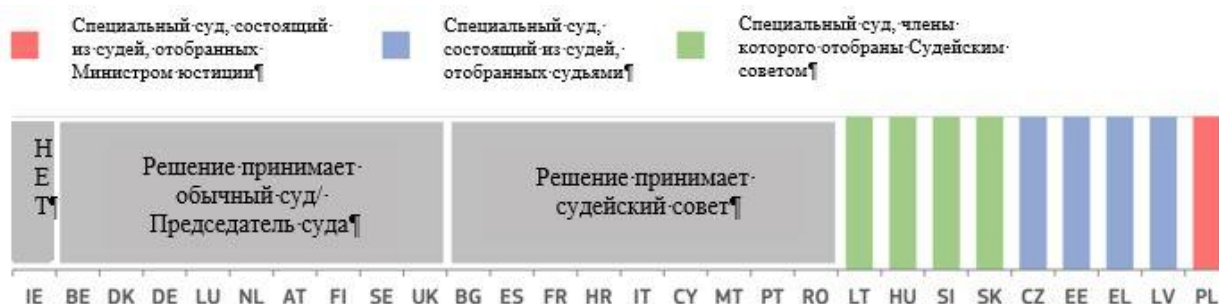 Специальный·суд,·состоящий·
из·судей,·отобранных·
Министром·юстиции¶
Специальный·суд,·
состоящий·из·судей,·
отобранных·судьями¶
Специальный·суд,·члены·
которого·отобраны·Судейским·
советом¶
Н
Е
Т¶
Решение·принимает·
обычный·суд/·
Председатель·суда¶
Решение·принимает·
судейский·совет¶
IE BE DK DE LU NL AT FI SE UK BG ES FR HR IT CY MT PT RO LT HU SI SK CZ EE EL LV PL